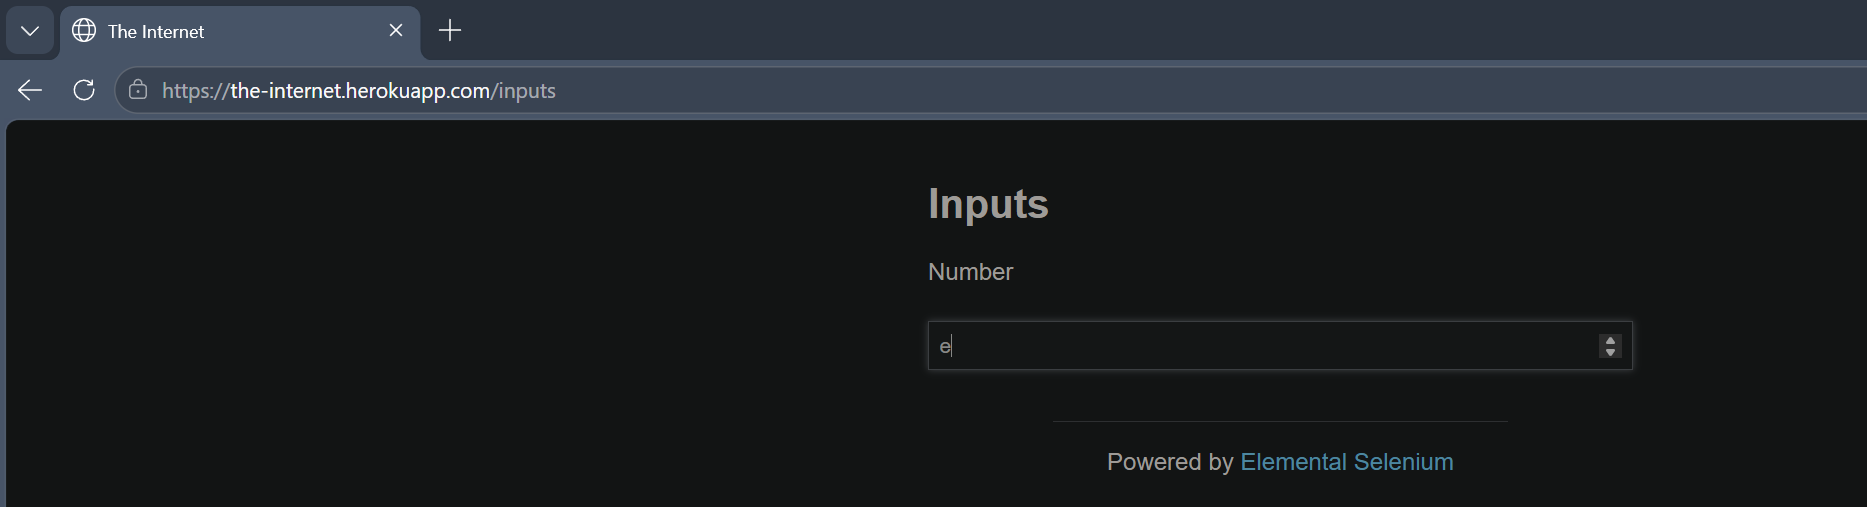 The Internet
https://the-internet.herokuapp.com/inputs
Inputs
Number
e
Powered by Elemental Selenium